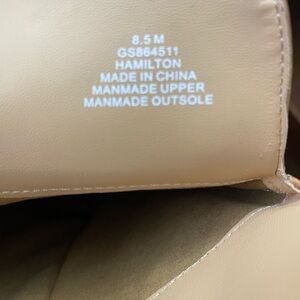 8.5 M
GS864511
HAMILTON
MADE IN CHINA
MANMADE UPPER
MANMADE OUTSOLE